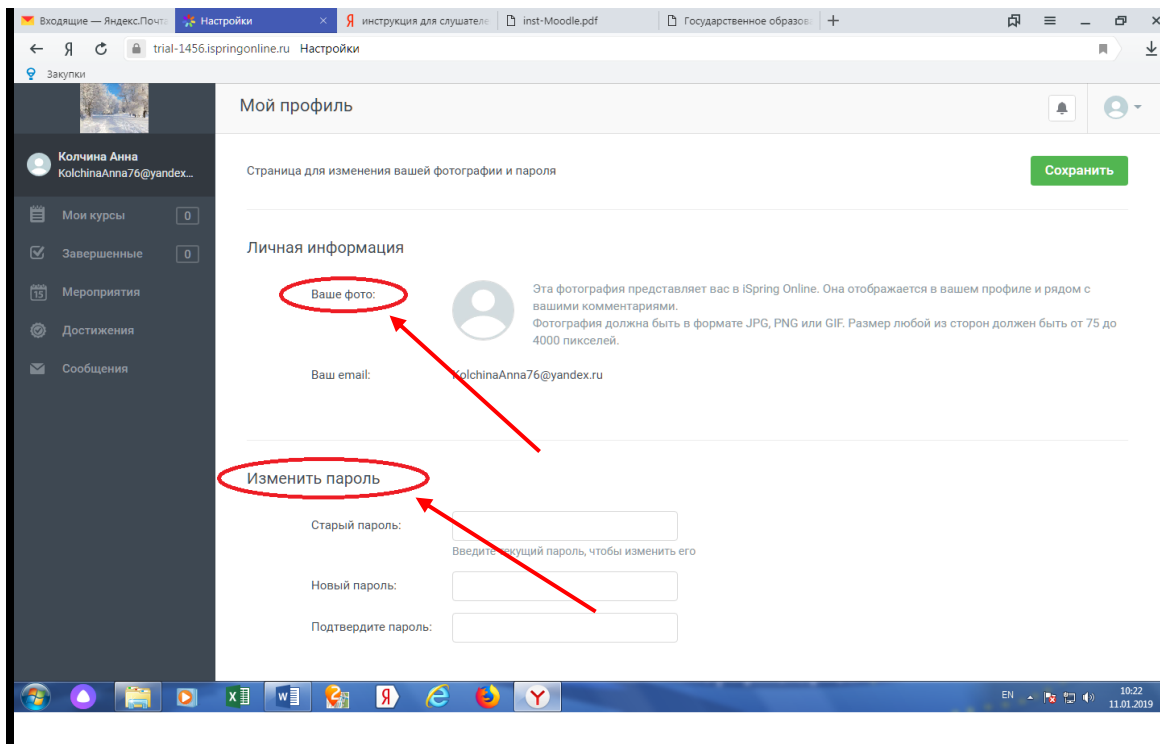 Входящие — Яндекс.Почта
Настройки
инструкция для слушателе
inst-Moodle.pdf
Государственное образов
trial-1456.ispringonline.ru Настройки
Закупки
Мой профиль
Колчина Анна
KolchinaAnna76@yandex...
Страница для изменения вашей фотографии и пароля
Сохранить
Мои курсы 0
Завершенные 0
15 Мероприятия
Достижения
Сообщения
Личная информация
Ваше фото:
Эта фотография представляет вас в iSpring Online. Она отображается в вашем профиле и рядом с
вашими комментариями.
Фотография должна быть в формате JPG, PNG или GIF. Размер любой из сторон должен быть от 75 до
4000 пикселей.
Ваш email: KolchinaAnna76@yandex.ru
Изменить пароль
Старый пароль:
Введите текущий пароль, чтобы изменить его
Новый пароль:
Подтвердите пароль:
EN
10:22
11.01.2019